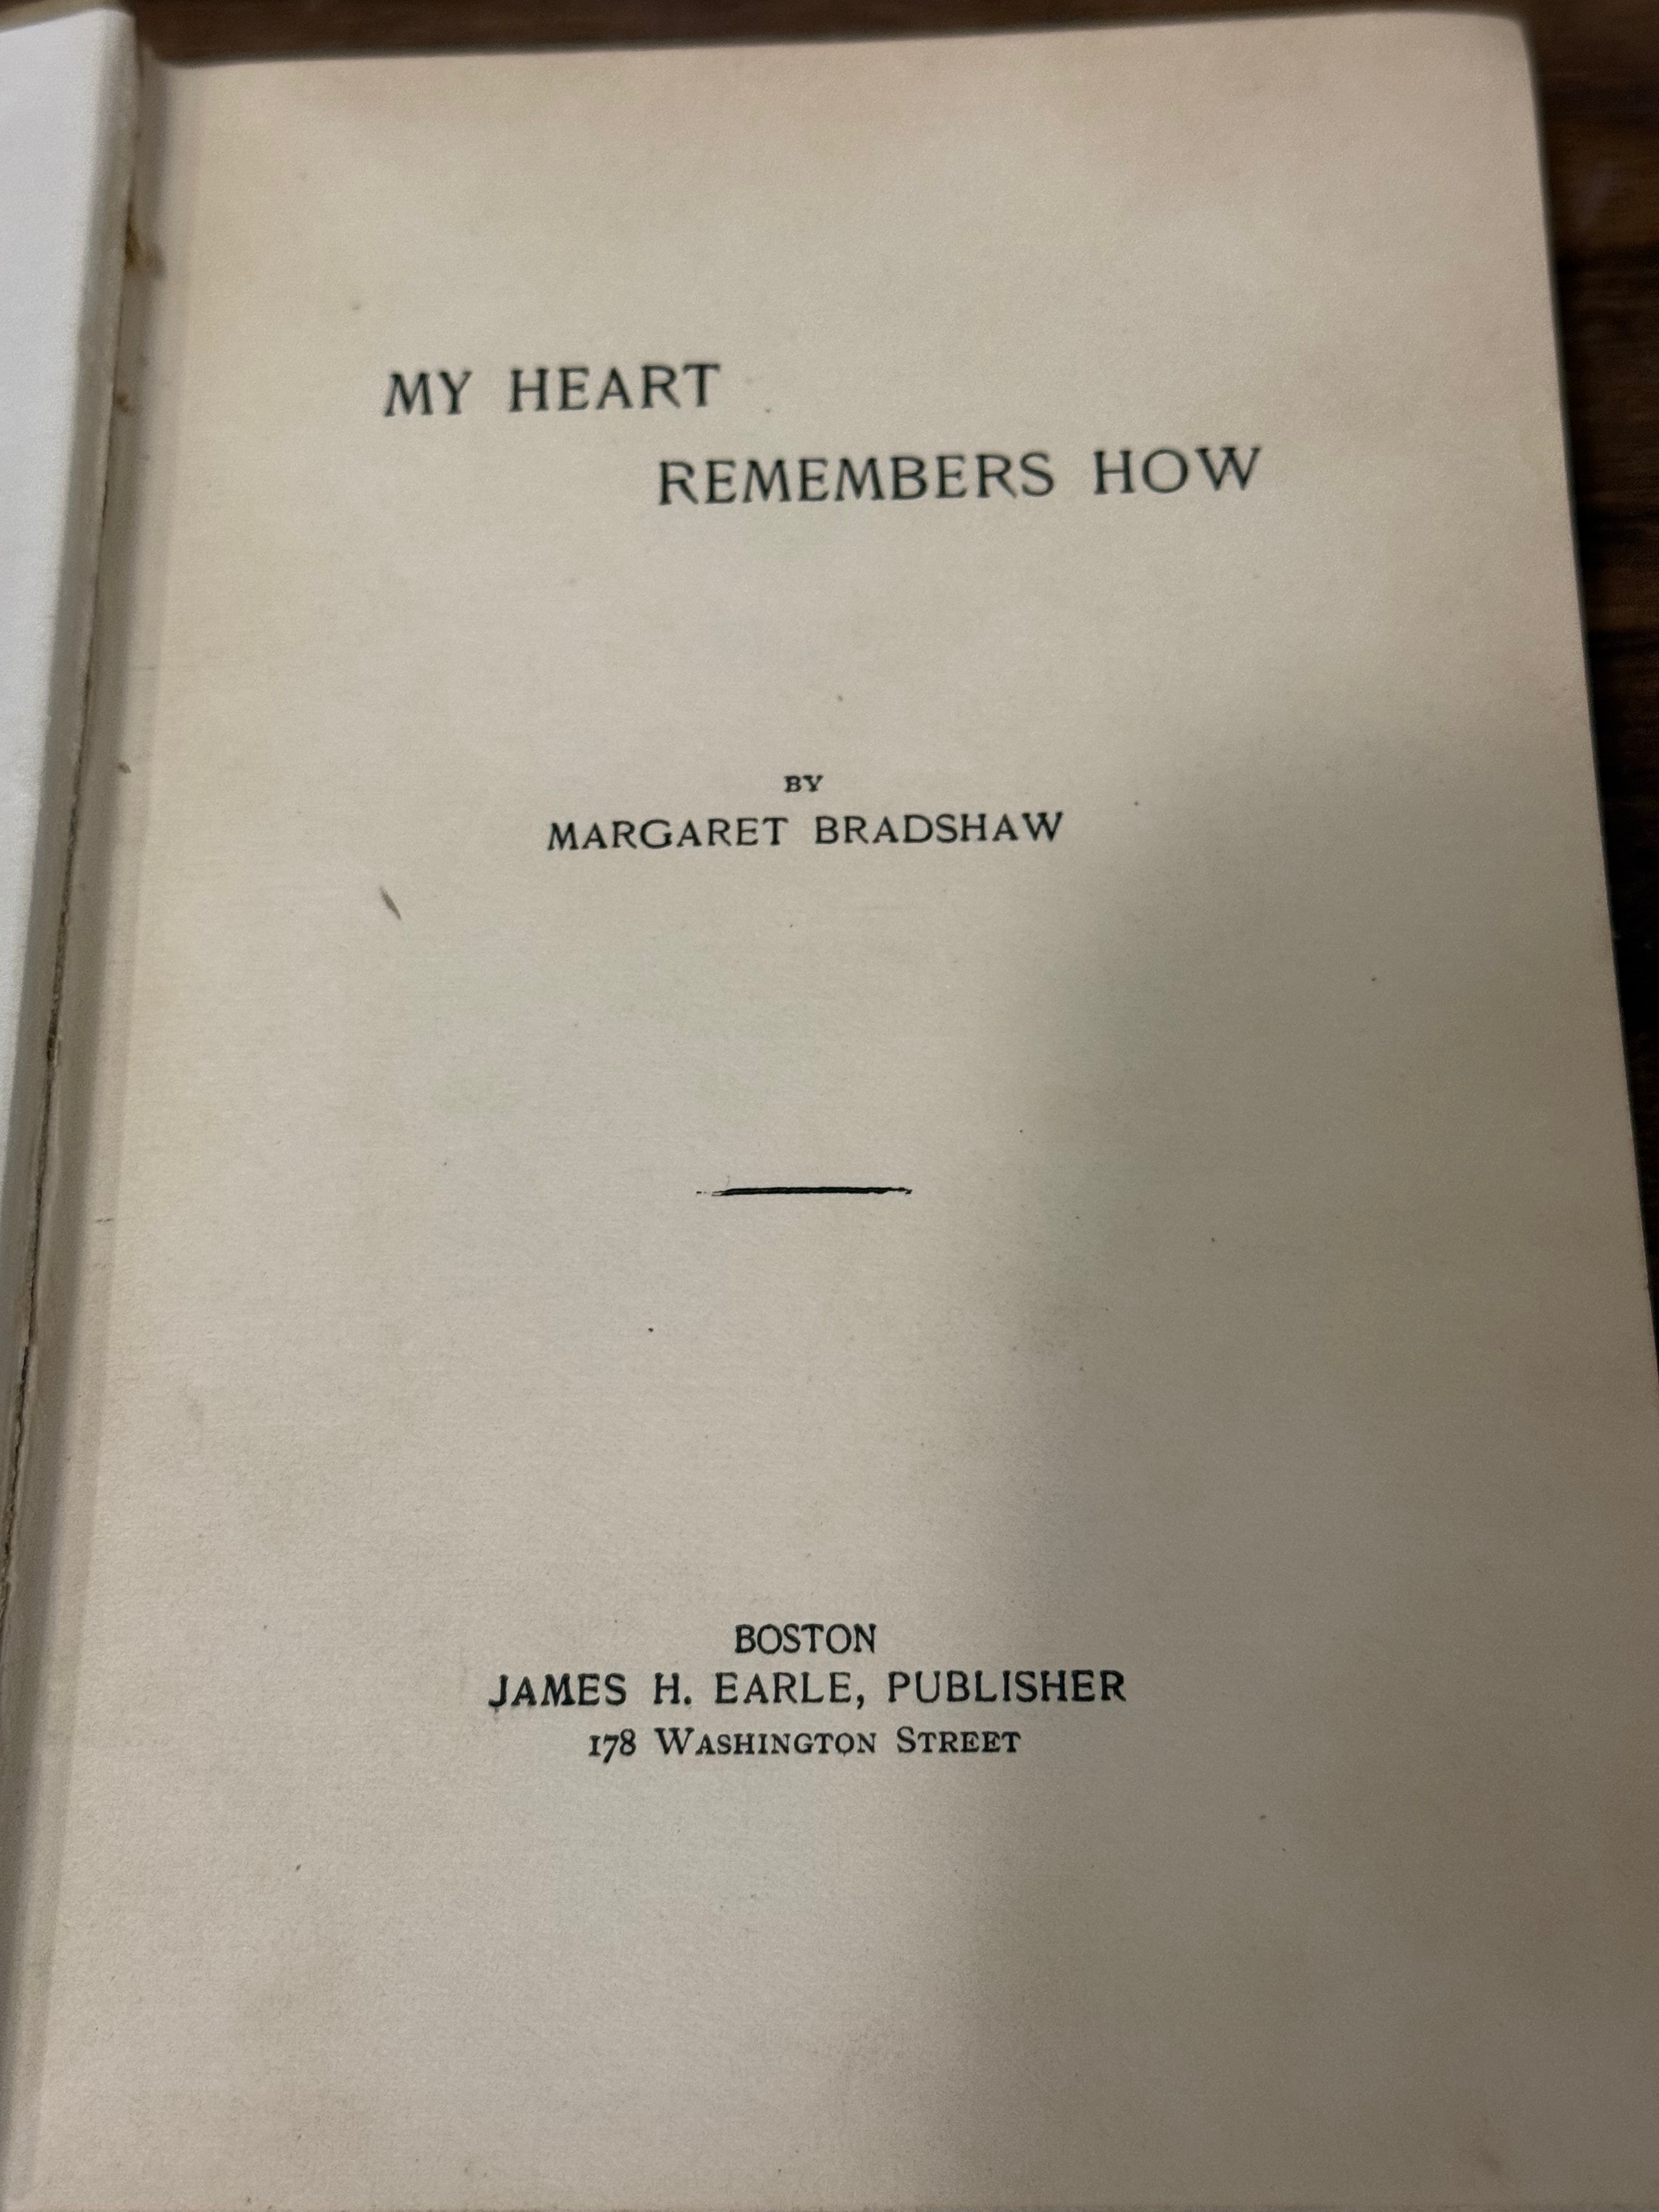 MY HEART
REMEMBERS HOW
BY
MARGARET BRADSHAW
BOSTON
JAMES H. EARLE, PUBLISHER
178 WASHINGTON STREET